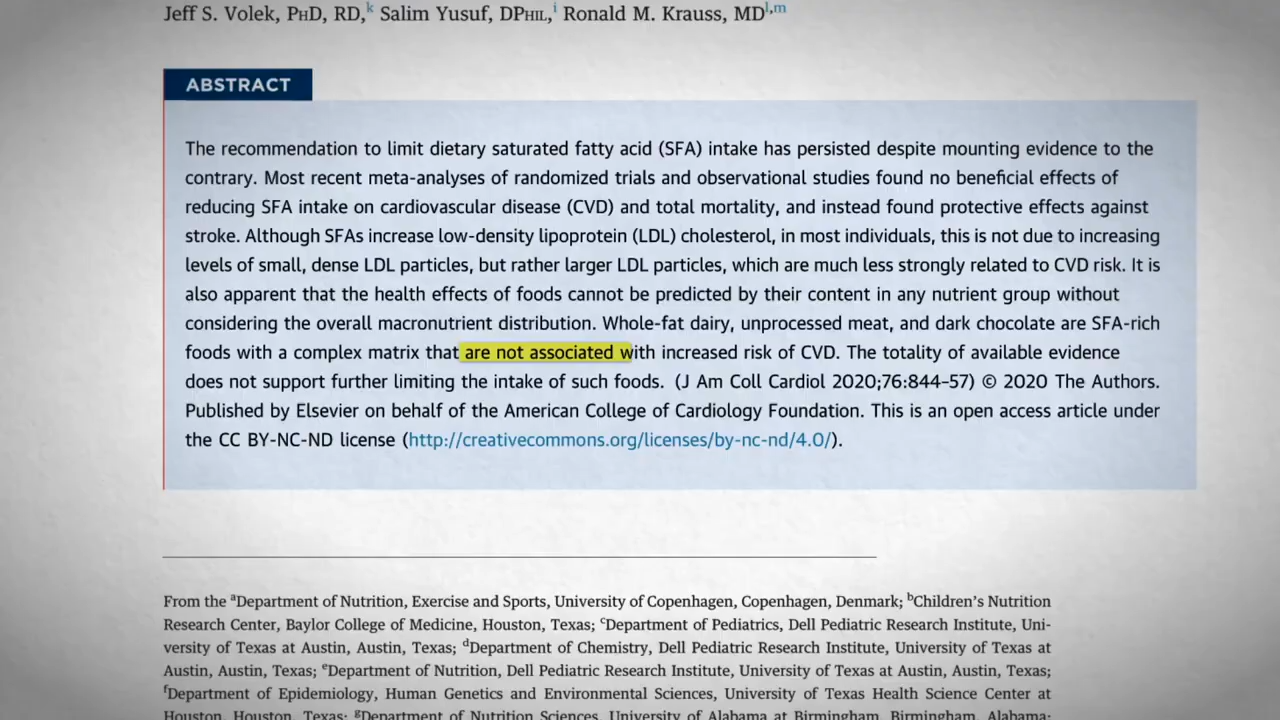 Jeff S. Volek, PhD, RD,k Salim Yusuf, DPhil,i Ronald M. Krauss, MDl,m
ABSTRACT
The recommendation to limit dietary saturated fatty acid (SFA) intake has persisted despite mounting evidence to the
contrary. Most recent meta-analyses of randomized trials and observational studies found no beneficial effects of
reducing SFA intake on cardiovascular disease (CVD) and total mortality, and instead found protective effects against
stroke. Although SFAs increase low-density lipoprotein (LDL) cholesterol, in most individuals, this is not due to increasing
levels of small, dense LDL particles, but rather larger LDL particles, which are much less strongly related to CVD risk. It is
also apparent that the health effects of foods cannot be predicted by their content in any nutrient group without
considering the overall macronutrient distribution. Whole-fat dairy, unprocessed meat, and dark chocolate are SFA-rich
foods with a complex matrix that are not associated with increased risk of CVD. The totality of available evidence
does not support further limiting the intake of such foods. (J Am Coll Cardiol 2020;76:844–57) © 2020 The Authors.
Published by Elsevier on behalf of the American College of Cardiology Foundation. This is an open access article under
the CC BY-NC-ND license (http://creativecommons.org/licenses/by-nc-nd/4.0/).
From the aDepartment of Nutrition, Exercise and Sports, University of Copenhagen, Copenhagen, Denmark; bChildren's Nutrition
Research Center, Baylor College of Medicine, Houston, Texas; cDepartment of Pediatrics, Dell Pediatric Research Institute, Uni-
versity of Texas at Austin, Austin, Texas; dDepartment of Chemistry, Dell Pediatric Research Institute, University of Texas at
Austin, Austin, Texas; eDepartment of Nutrition, Dell Pediatric Research Institute, University of Texas at Austin, Austin, Texas;
fDepartment of Epidemiology, Human Genetics and Environmental Sciences, University of Texas Health Science Center at
Houston, Houston, Texas; gDepartment of Nutrition Sciences, University of Alabama at Birmingham, Birmingham, Alabama;